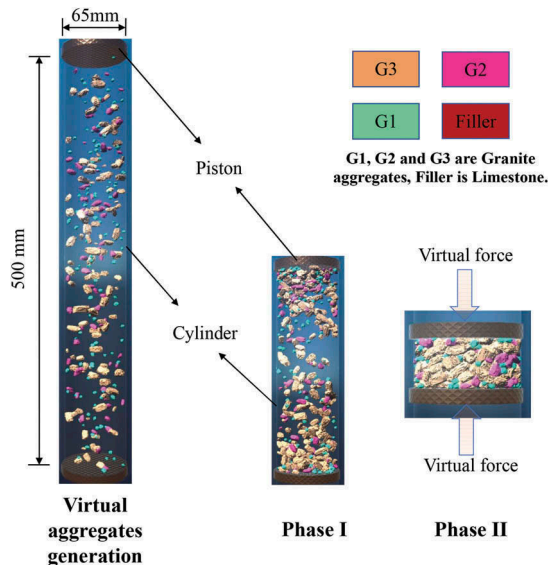 65mm
500 mm
G3
G2
G1
Filler
G1, G2 and G3 are Granite
aggregates, Filler is Limestone.
Piston
Cylinder
Virtual force
Virtual force
Virtual
aggregates
generation
Phase I
Phase II